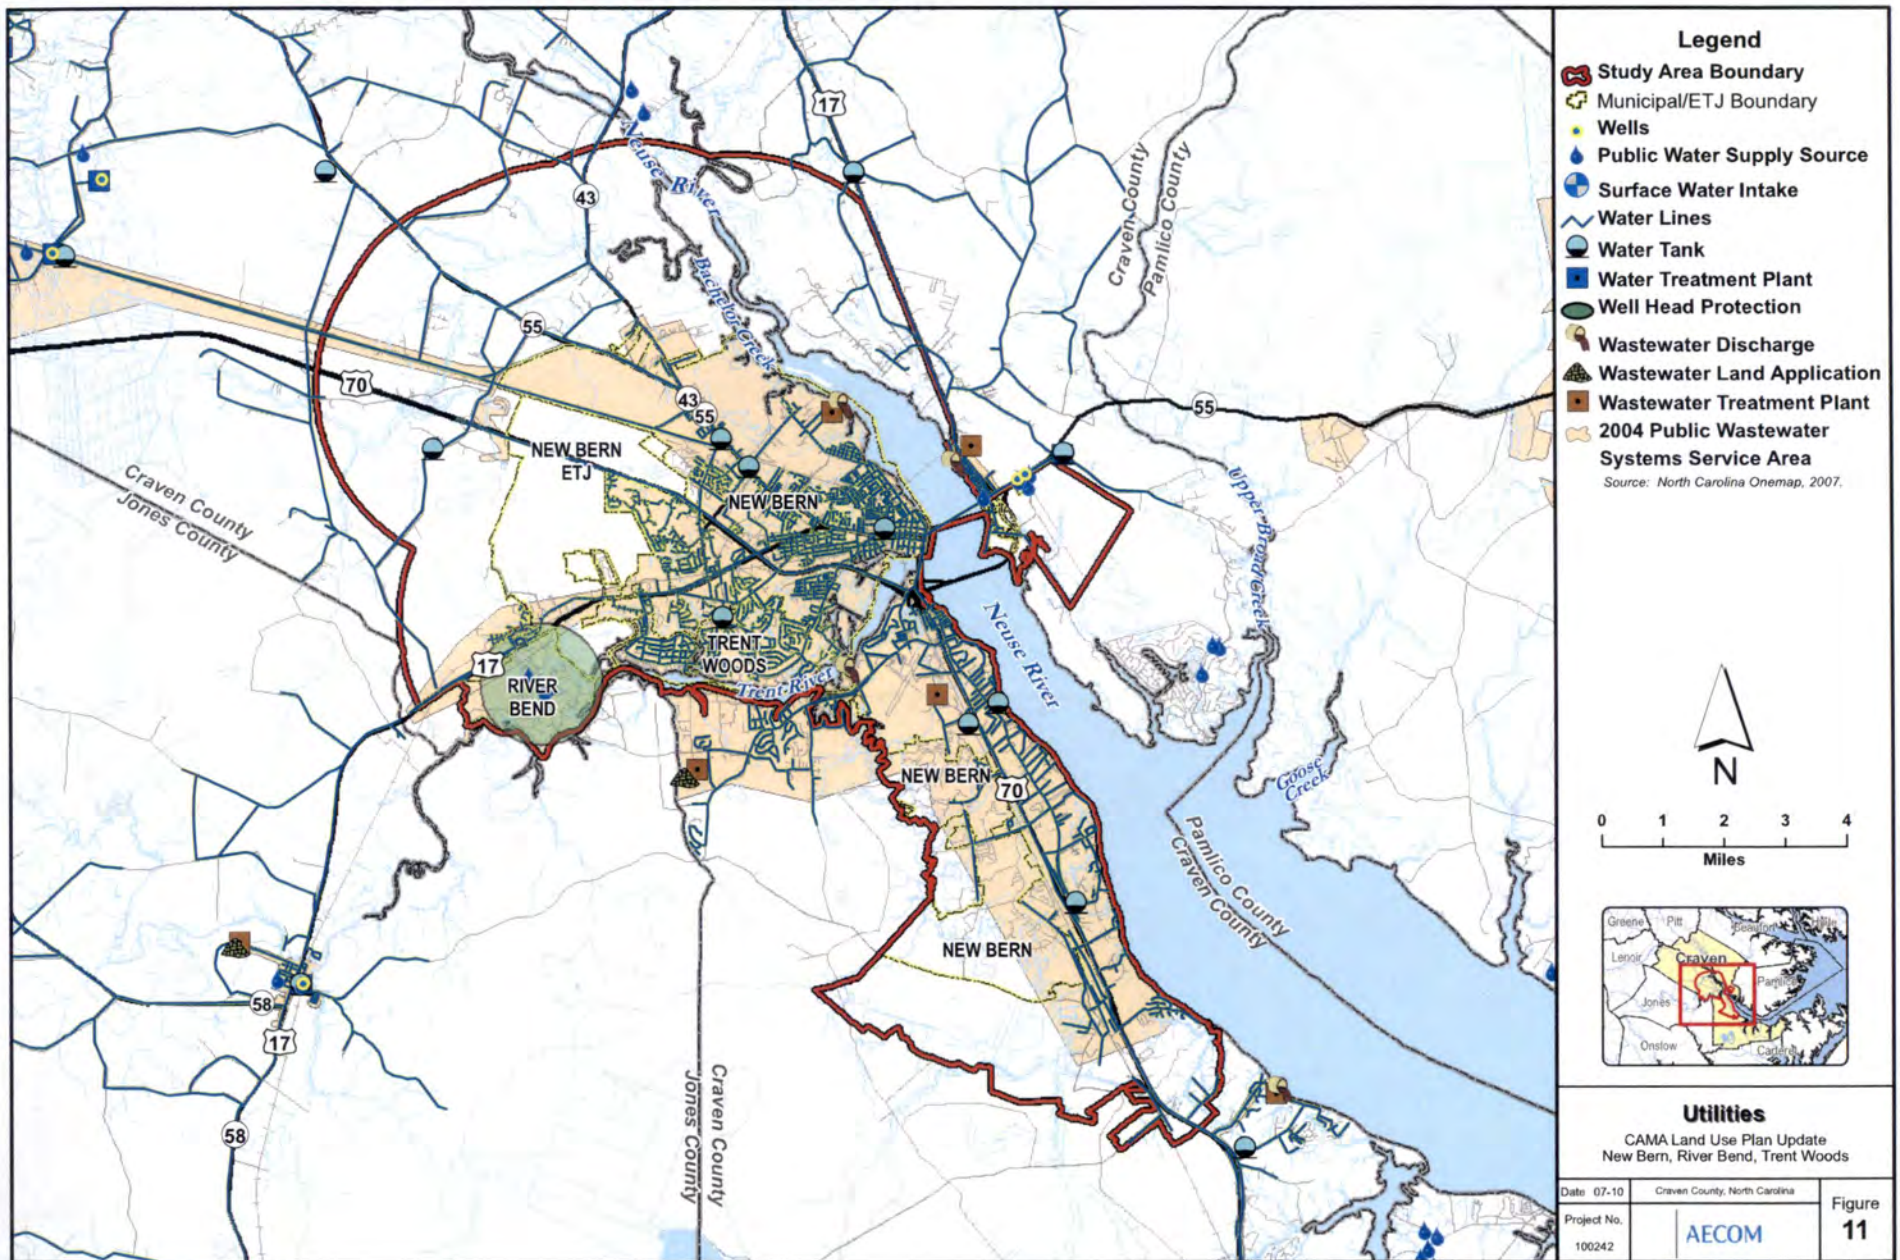 Legend
Study Area Boundary
Municipal/ETJ Boundary
Wells
Public Water Supply Source
Surface Water Intake
Water Lines
Water Tank
Water Treatment Plant
Well Head Protection
Wastewater Discharge
Wastewater Land Application
Wastewater Treatment Plant
2004 Public Wastewater
Systems Service Area
Source: North Carolina Onemap, 2007.
N
0 1 2 3 4
Miles
Greene
Pitt
Beaufort
Hyde
Lenoir
Craven
Pamlico
Jones
Onslow
Carteret
Utilities
CAMA Land Use Plan Update
New Bern, River Bend, Trent Woods
Date 07-10
Craven County, North Carolina
Project No.
100242
AECOM
Figure
11
17
Neuse River
43
Craven County
Pamlico County
Bachelor Creek
55
70
43
55
55
NEW BERN
ETJ
NEW BERN
Craven County
Jones County
Upper Broad Creek
Neuse River
TRENT
WOODS
17
RIVER
BEND
Trent River
NEW BERN
70
Goose
Creek
Pamlico County
Craven County
NEW BERN
58
17
58
Craven County
Jones County